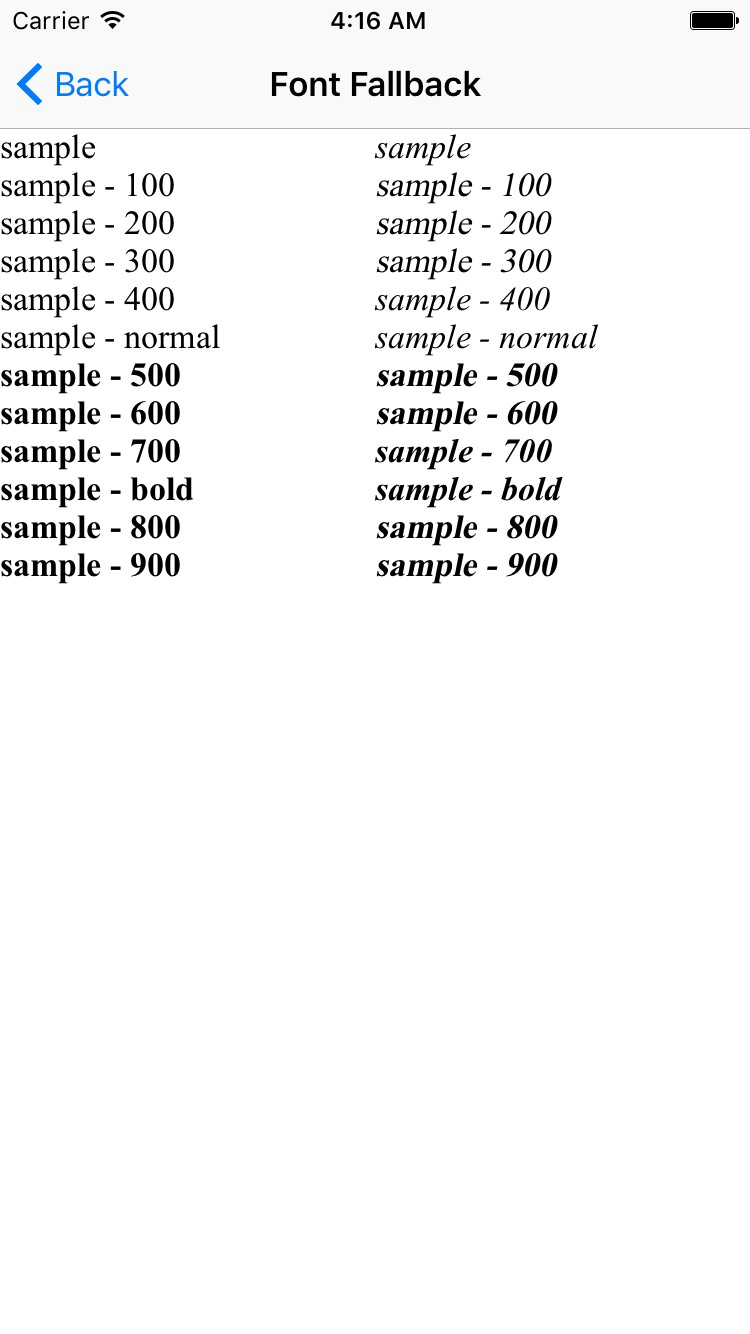 Carrier 4:16 AM
Back Font Fallback
sample sample
sample - 100 sample - 100
sample - 200 sample - 200
sample - 300 sample - 300
sample - 400 sample - 400
sample - normal sample - normal
sample - 500 sample - 500
sample - 600 sample - 600
sample - 700 sample - 700
sample - bold sample - bold
sample - 800 sample - 800
sample - 900 sample - 900